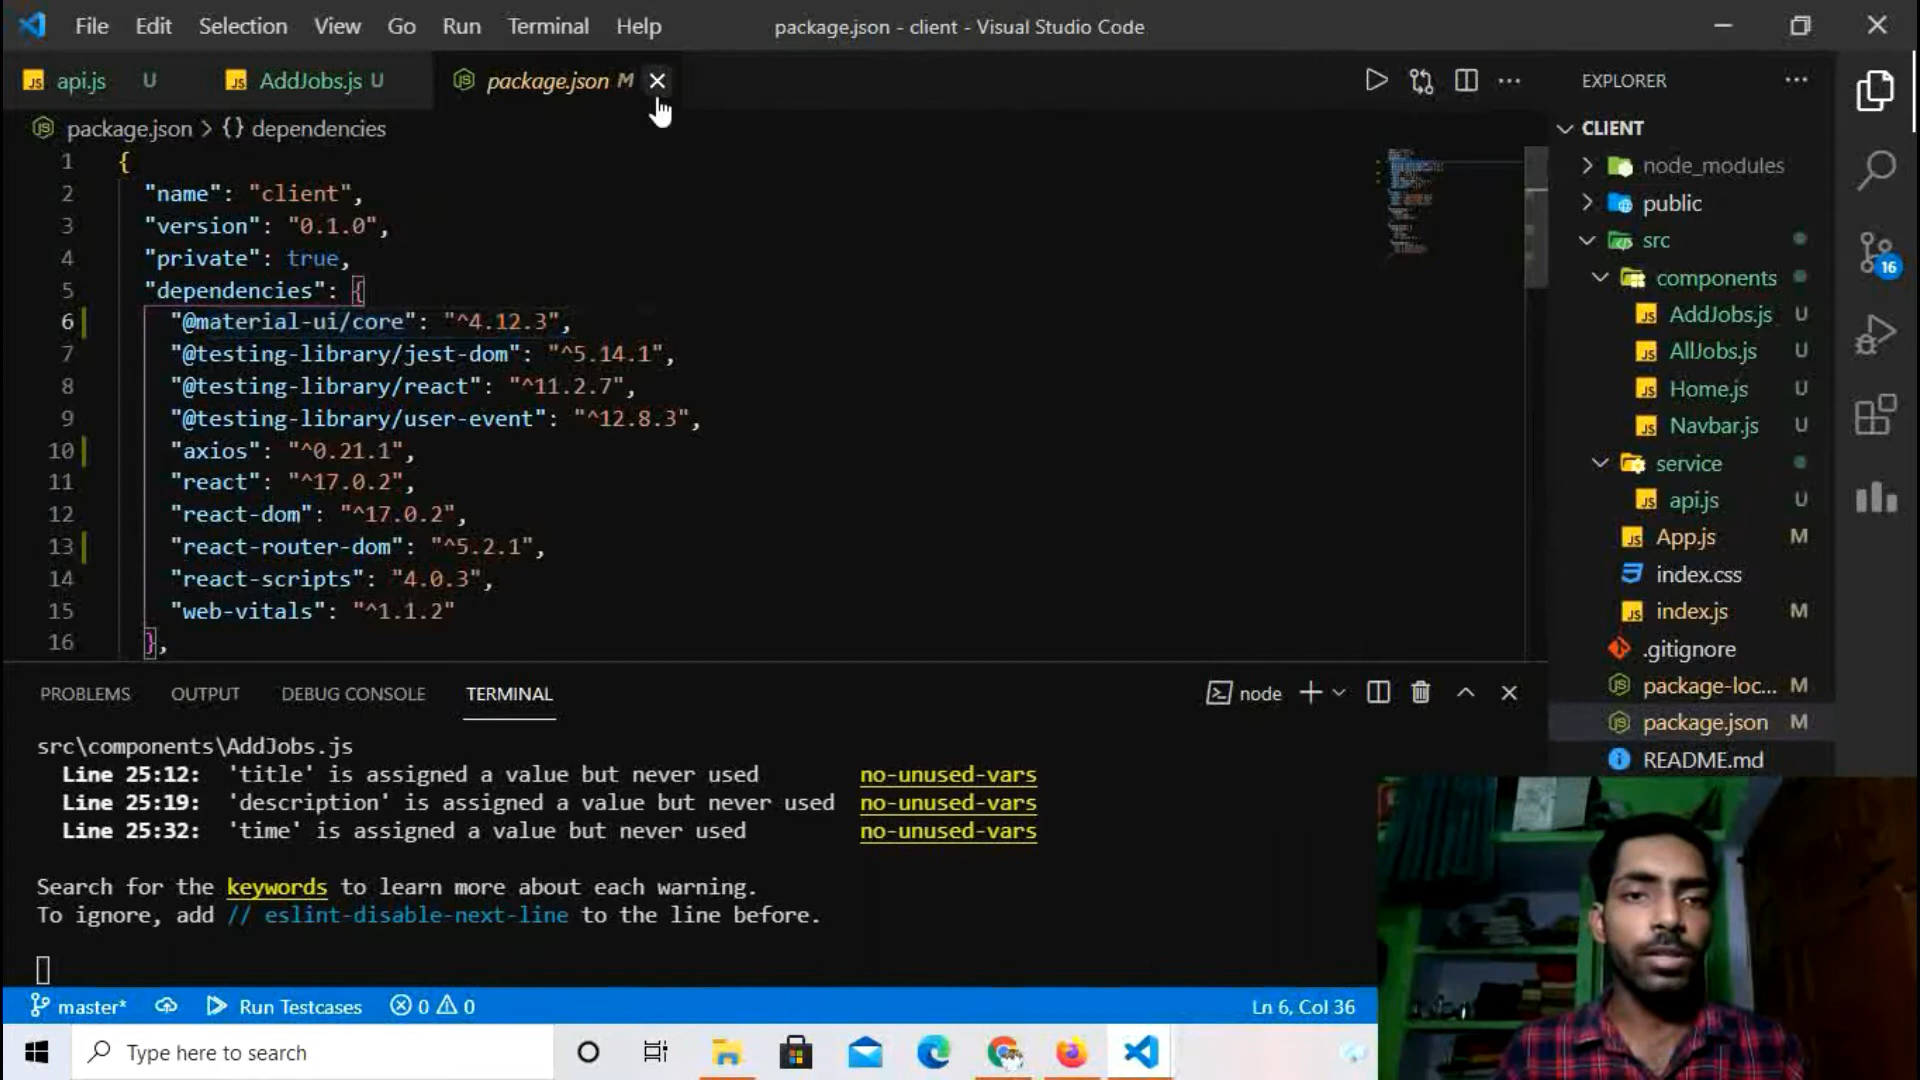 File Edit Selection View Go Run Terminal Help package.json - client - Visual Studio Code
JS api.js U JS AddJobs.js U package.json M
package.json > {} dependencies
1 {
2 "name": "client",
3 "version": "0.1.0",
4 "private": true,
5 "dependencies": {
6 "@material-ui/core": "^4.12.3",
7 "@testing-library/jest-dom": "^5.14.1",
8 "@testing-library/react": "^11.2.7",
9 "@testing-library/user-event": "^12.8.3",
10 "axios": "^0.21.1",
11 "react": "^17.0.2",
12 "react-dom": "^17.0.2",
13 "react-router-dom": "^5.2.1",
14 "react-scripts": "4.0.3",
15 "web-vitals": "^1.1.2"
16 },
EXPLORER
CLIENT
node_modules
public
src
components
JS AddJobs.js U
JS AllJobs.js U
JS Home.js U
JS Navbar.js U
service
JS api.js U
JS App.js M
index.css
JS index.js M
.gitignore
package-loc... M
package.json M
README.md
16
PROBLEMS OUTPUT DEBUG CONSOLE TERMINAL node
src\components\AddJobs.js
Line 25:12: 'title' is assigned a value but never used no-unused-vars
Line 25:19: 'description' is assigned a value but never used no-unused-vars
Line 25:32: 'time' is assigned a value but never used no-unused-vars
Search for the keywords to learn more about each warning.
To ignore, add // eslint-disable-next-line to the line before.
master* Run Testcases 0 0 Ln 6, Col 36
Type here to search